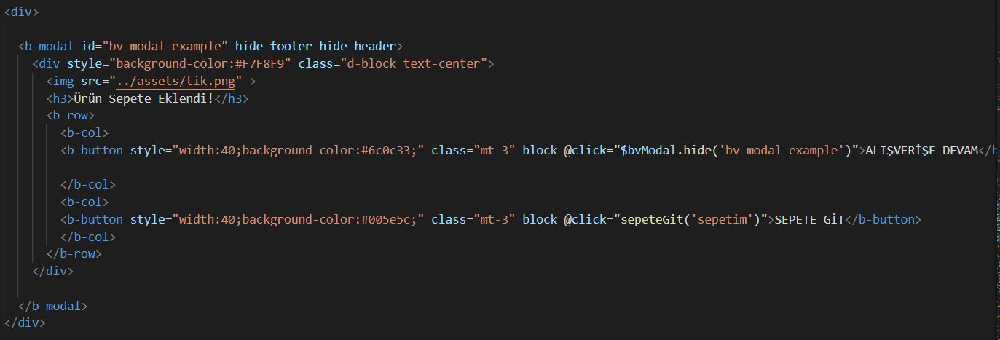 <div>
<b-modal id="bv-modal-example" hide-footer hide-header>
<div style="background-color:#F7F8F9" class="d-block text-center">
<img src="../assets/tik.png" >
<h3>Ürün Sepete Eklendi!</h3>
<b-row>
<b-col>
<b-button style="width:40;background-color:#6c0c33;" class="mt-3" block @click="$bvModal.hide('bv-modal-example')">ALIŞVERİŞE DEVAM</b
</b-col>
<b-col>
<b-button style="width:40;background-color:#005e5c;" class="mt-3" block @click="sepeteGit('sepetim')">SEPETE GİT</b-button>
</b-col>
</b-row>
</div>
</b-modal>
</div>